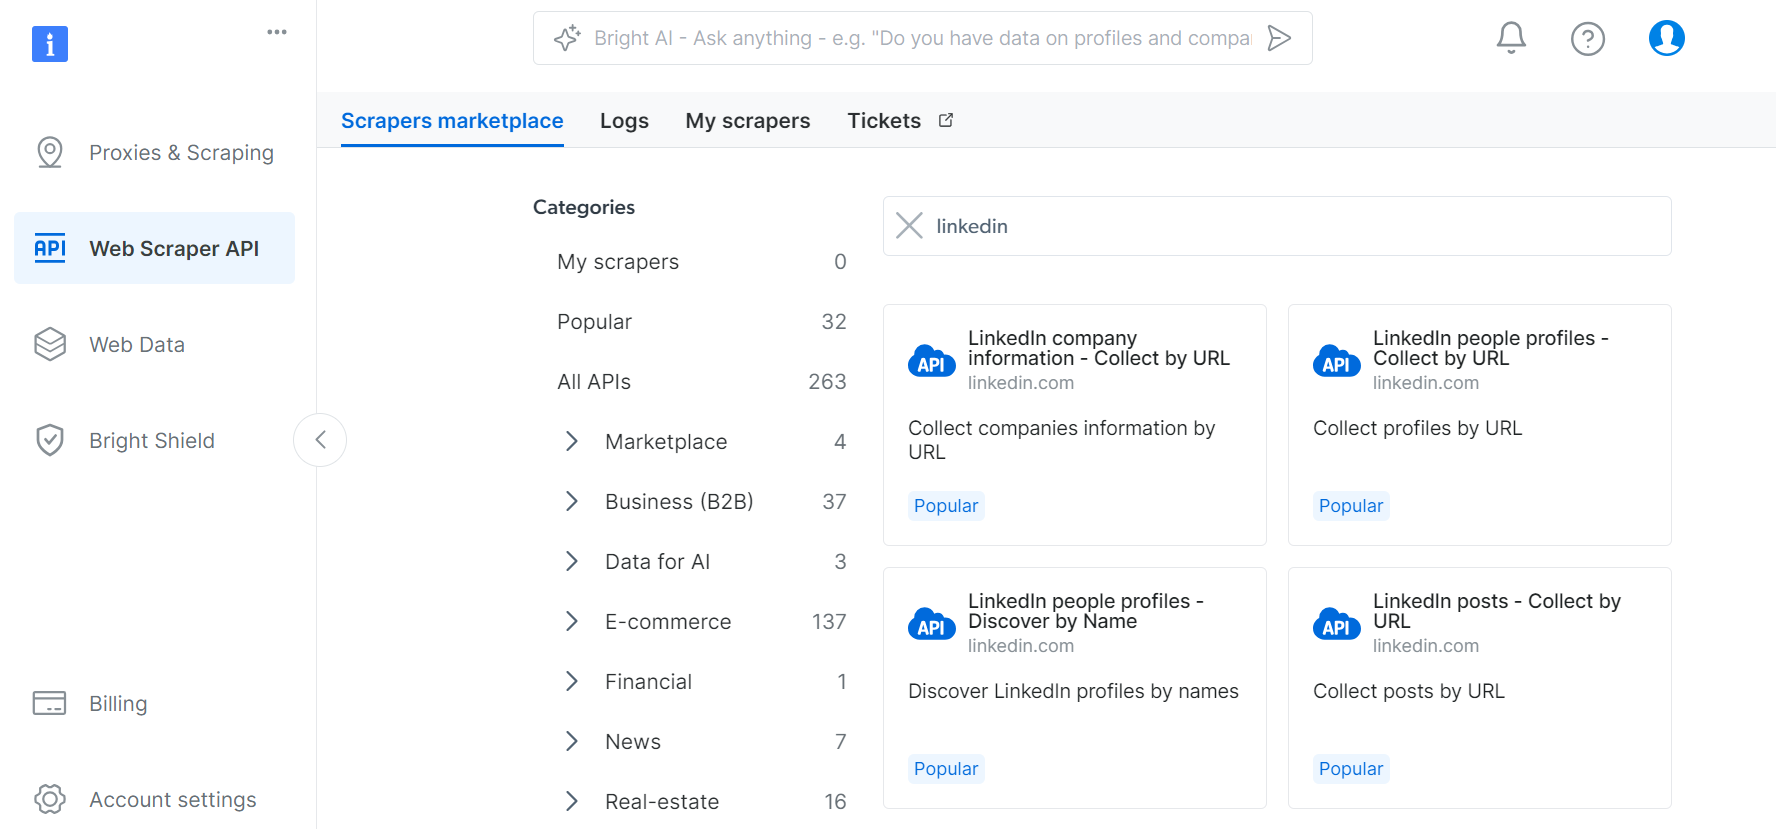 Bright AI - Ask anything - e.g. "Do you have data on profiles and compa
Proxies & Scraping
API Web Scraper API
Web Data
Bright Shield
Billing
Account settings
Scrapers marketplace Logs My scrapers Tickets
Categories
My scrapers 0
Popular 32
All APIs 263
Marketplace 4
Business (B2B) 37
Data for AI 3
E-commerce 137
Financial 1
News 7
Real-estate 16
linkedin
API
LinkedIn company
information - Collect by URL
linkedin.com
Collect companies information by
URL
Popular
API
LinkedIn people profiles -
Collect by URL
linkedin.com
Collect profiles by URL
Popular
API
LinkedIn people profiles -
Discover by Name
linkedin.com
Discover LinkedIn profiles by names
Popular
API
LinkedIn posts - Collect by
URL
linkedin.com
Collect posts by URL
Popular